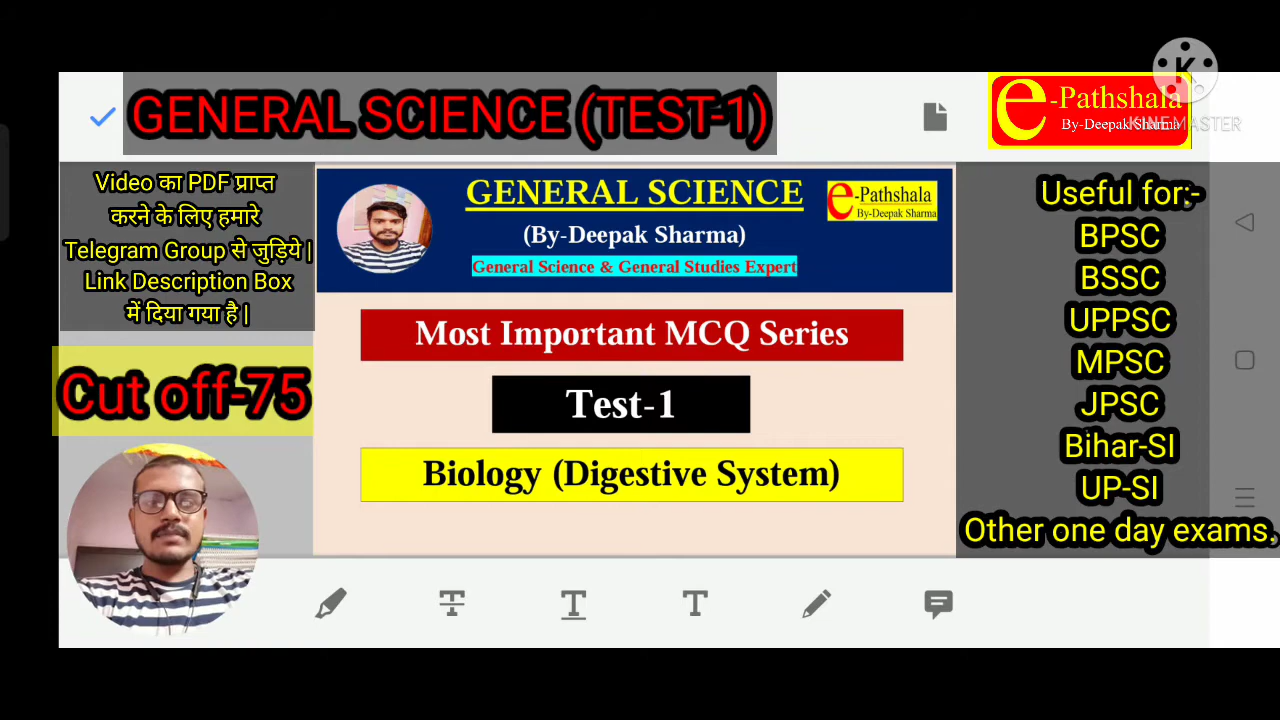 GENERAL SCIENCE (TEST-1)
e-Pathshala
By-Deepak Sharma
KINEMASTER
Video का PDF प्राप्त
करने के लिए हमारे
Telegram Group से जुड़िये |
Link Description Box
में दिया गया है |
Cut off-75
GENERAL SCIENCE
(By-Deepak Sharma)
General Science & General Studies Expert
e-Pathshala
By-Deepak Sharma
Most Important MCQ Series
Test-1
Biology (Digestive System)
Useful for:-
BPSC
BSSC
UPPSC
MPSC
JPSC
Bihar-SI
UP-SI
Other one day exams.